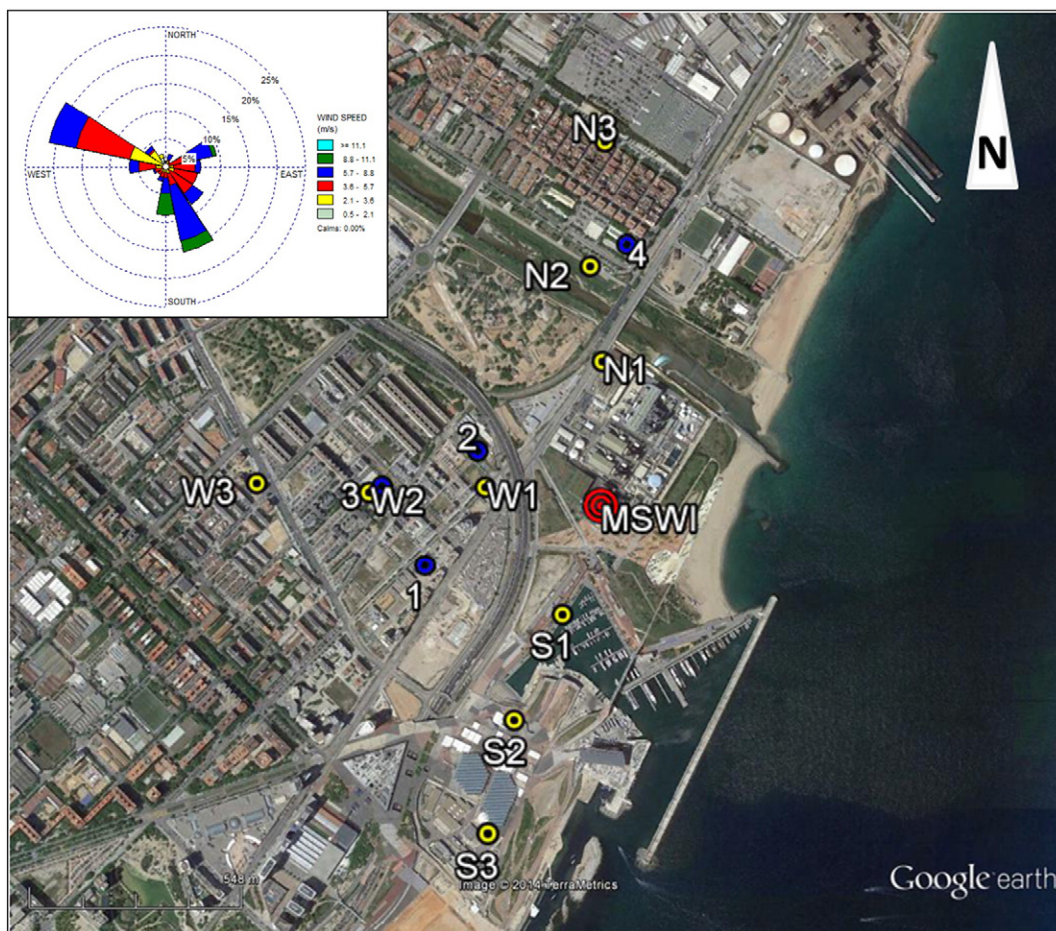 NORTH
25%
20%
15%
10%
5%
WEST
EAST
SOUTH
WIND SPEED
(m/s)
>= 11.1
8.8 - 11.1
5.7 - 8.8
3.6 - 5.7
2.1 - 3.6
0.5 - 2.1
Calms: 0.00%
N
N3
4
N2
N1
2
W3
3
W2
W1
MSWI
1
S1
S2
S3
548 m
Image © 2014 TerraMetrics
Google earth